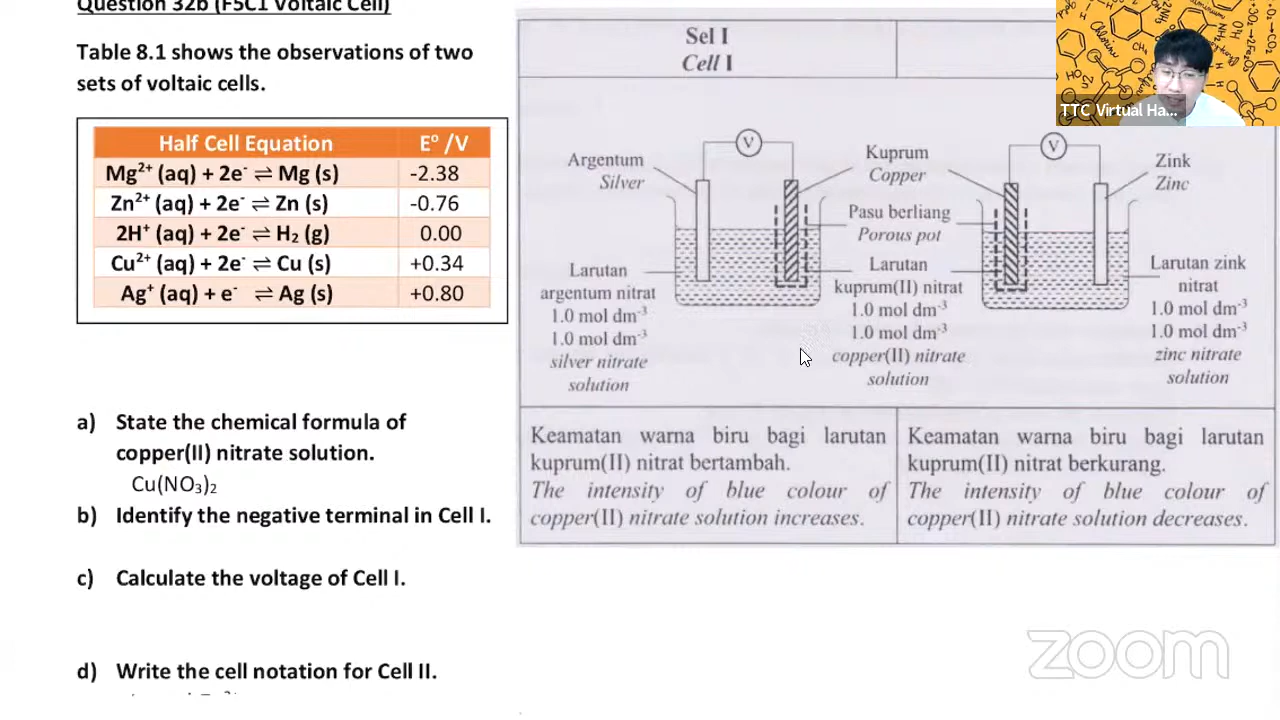 Question 32b (F5C1 Voltaic Cell)
Table 8.1 shows the observations of two
sets of voltaic cells.
Half Cell Equation E⁰ /V
Mg²⁺ (aq) + 2e⁻ ⇌ Mg (s) -2.38
Zn²⁺ (aq) + 2e⁻ ⇌ Zn (s) -0.76
2H⁺ (aq) + 2e⁻ ⇌ H₂ (g) 0.00
Cu²⁺ (aq) + 2e⁻ ⇌ Cu (s) +0.34
Ag⁺ (aq) + e⁻ ⇌ Ag (s) +0.80
a) State the chemical formula of
copper(II) nitrate solution.
Cu(NO₃)₂
b) Identify the negative terminal in Cell I.
c) Calculate the voltage of Cell I.
d) Write the cell notation for Cell II.
Sel I
Cell I
V
Argentum
Silver
Larutan
argentum nitrat
1.0 mol dm⁻³
1.0 mol dm⁻³
silver nitrate
solution
Kuprum
Copper
Pasu berliang
Porous pot
Larutan
kuprum(II) nitrat
1.0 mol dm⁻³
1.0 mol dm⁻³
copper(II) nitrate
solution
V
Zink
Zinc
Larutan zink
nitrat
1.0 mol dm⁻³
1.0 mol dm⁻³
zinc nitrate
solution
Keamatan warna biru bagi larutan
kuprum(II) nitrat bertambah.
The intensity of blue colour of
copper(II) nitrate solution increases.
Keamatan warna biru bagi larutan
kuprum(II) nitrat berkurang.
The intensity of blue colour of
copper(II) nitrate solution decreases.
TTC Virtual Ha...
zoom